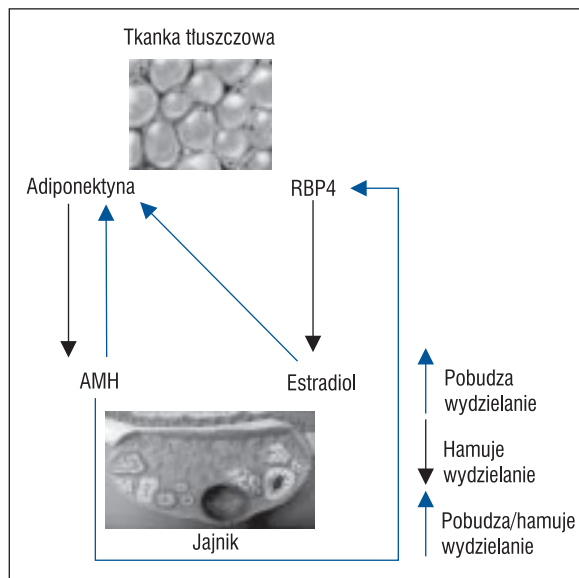 Tkanka tłuszczowa
Adiponektyna
RBP4
AMH
Estradiol
Jajnik
Pobudza
wydzielanie
Hamuje
wydzielanie
Pobudza/hamuje
wydzielanie